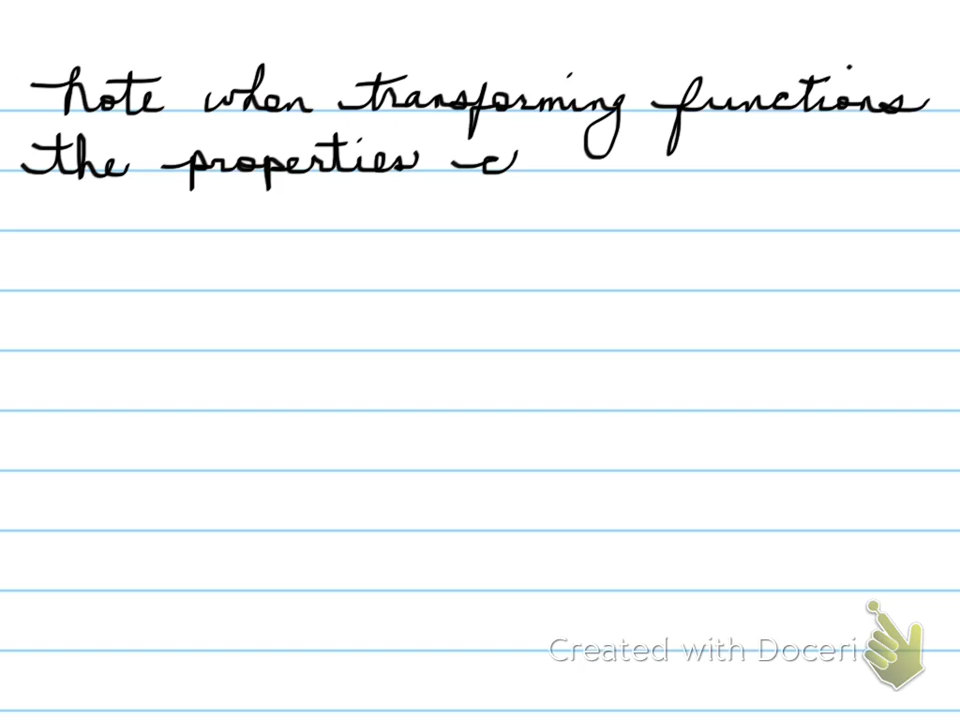 Note when transforming functions
the properties c
Created with Doceri